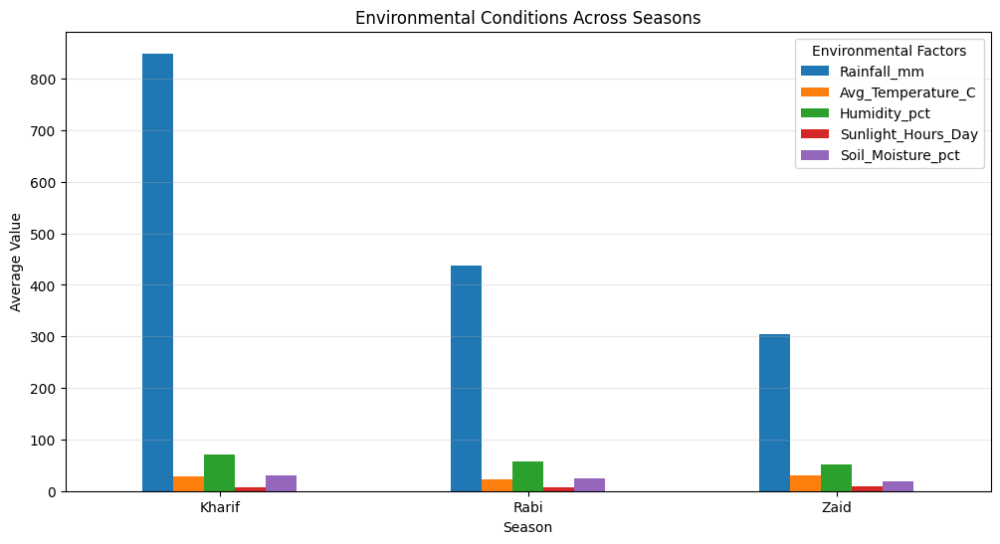 Environmental Conditions Across Seasons
Environmental Factors
Rainfall_mm
Avg_Temperature_C
Humidity_pct
Sunlight_Hours_Day
Soil_Moisture_pct
Average Value
800
700
600
500
400
300
200
100
0
Kharif Rabi Zaid
Season